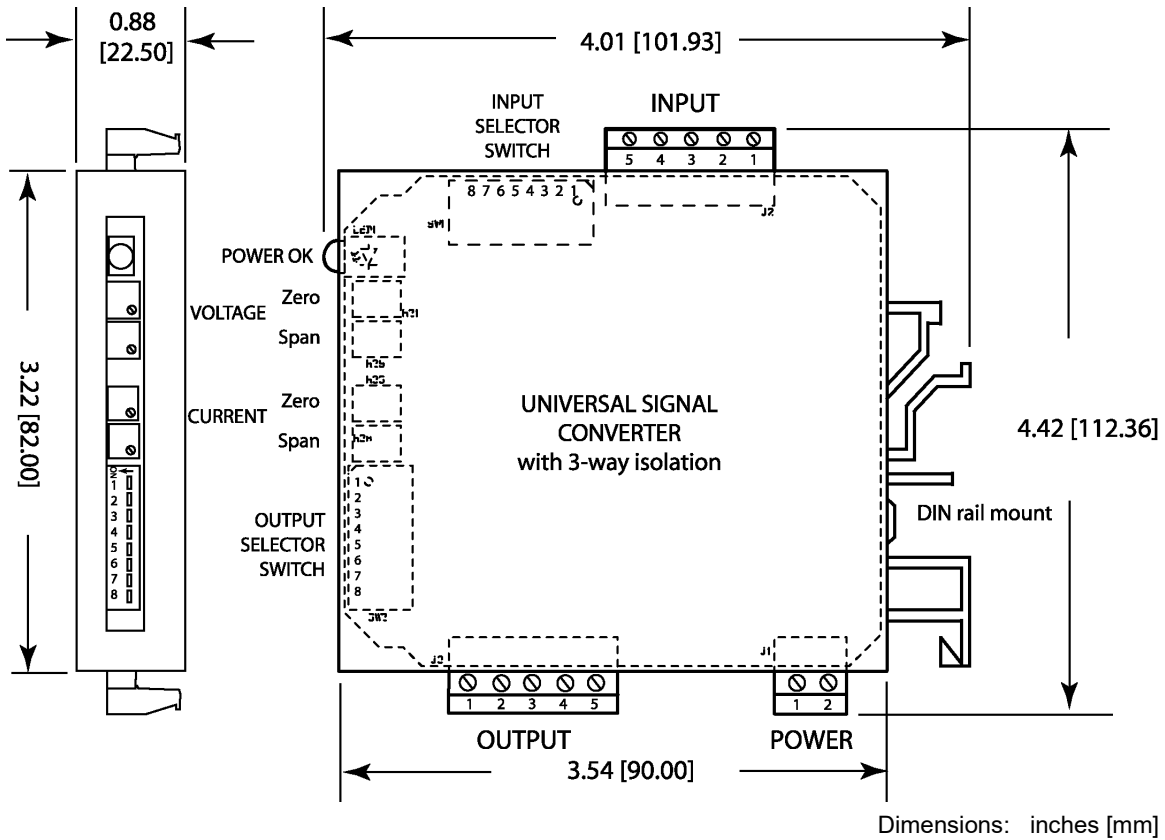 0.88
[22.50]
4.01 [101.93]
INPUT
SELECTOR
SWITCH
INPUT
5 4 3 2 1
8 7 6 5 4 3 2 1
J2
POWER OK
VOLTAGE
Zero
Span
CURRENT
Zero
Span
3.22 [82.00]
UNIVERSAL SIGNAL
CONVERTER
with 3-way isolation
4.42 [112.36]
DIN rail mount
OUTPUT
SELECTOR
SWITCH
ON
1
2
3
4
5
6
7
8
1
2
3
4
5
6
7
8
J1
1 2 3 4 5
1 2
OUTPUT
POWER
3.54 [90.00]
Dimensions: inches [mm]